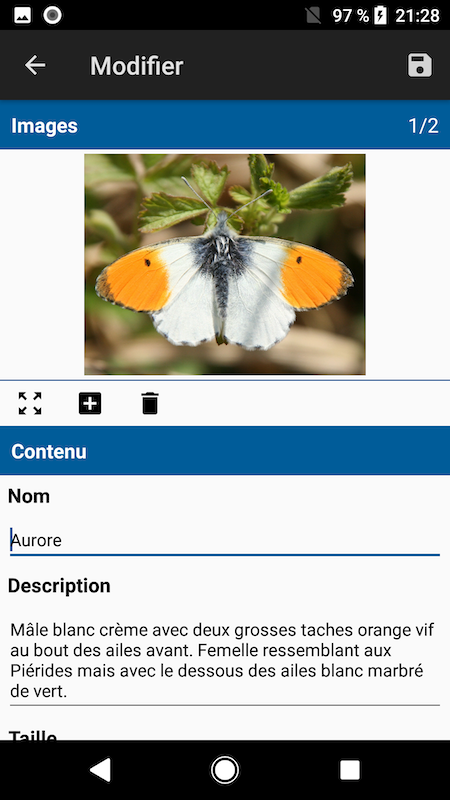 97 % 21:28
Modifier
Images 1/2
Contenu
Nom
Aurore
Description
Mâle blanc crème avec deux grosses taches orange vif
au bout des ailes avant. Femelle ressemblant aux
Piérides mais avec le dessous des ailes blanc marbré
de vert.
Taille